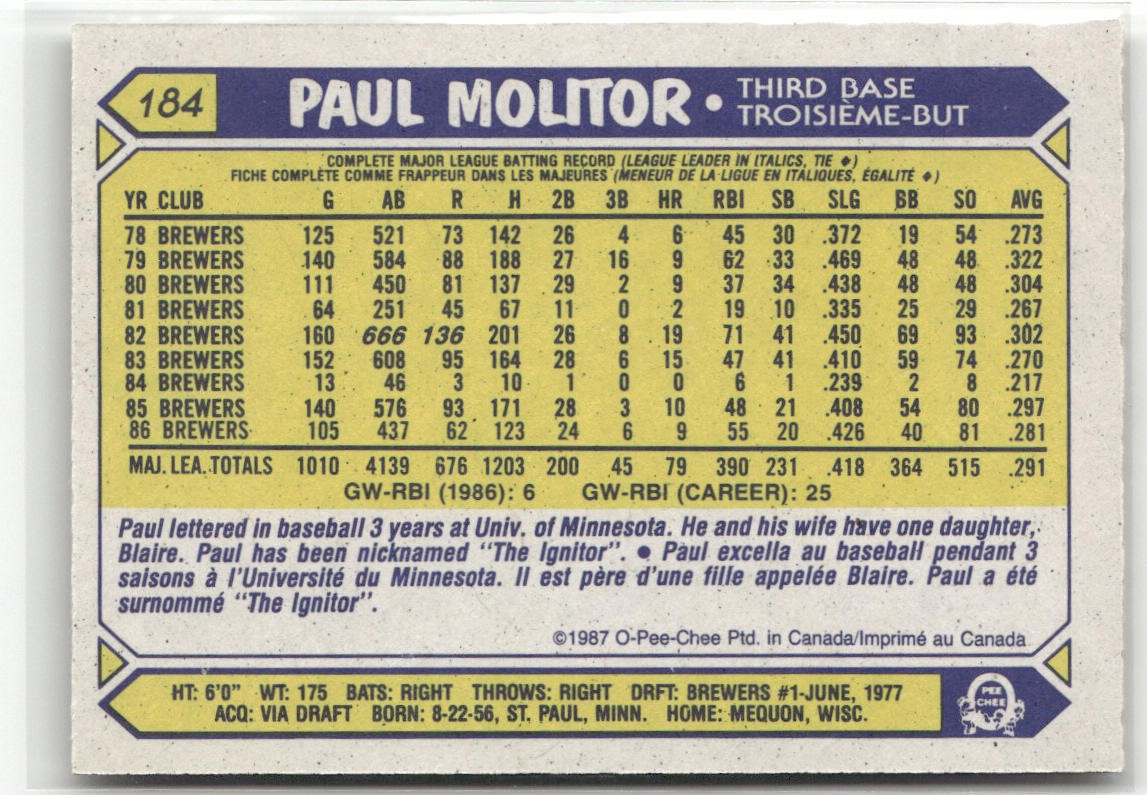 184 PAUL MOLITOR • THIRD BASE
TROISIÈME-BUT
COMPLETE MAJOR LEAGUE BATTING RECORD (LEAGUE LEADER IN ITALICS, TIE ◆)
FICHE COMPLÈTE COMME FRAPPEUR DANS LES MAJEURES (MENEUR DE LA LIGUE EN ITALIQUES, ÉGALITÉ ◆)
YR CLUB G AB R H 2B 3B HR RBI SB SLG BB SO AVG
78 BREWERS 125 521 73 142 26 4 6 45 30 .372 19 54 .273
79 BREWERS 140 584 88 188 27 16 9 62 33 .469 48 48 .322
80 BREWERS 111 450 81 137 29 2 9 37 34 .438 48 48 .304
81 BREWERS 64 251 45 67 11 0 2 19 10 .335 25 29 .267
82 BREWERS 160 666 136 201 26 8 19 71 41 .450 69 93 .302
83 BREWERS 152 608 95 164 28 6 15 47 41 .410 59 74 .270
84 BREWERS 13 46 3 10 1 0 0 6 1 .239 2 8 .217
85 BREWERS 140 576 93 171 28 3 10 48 21 .408 54 80 .297
86 BREWERS 105 437 62 123 24 6 9 55 20 .426 40 81 .281
MAJ. LEA. TOTALS 1010 4139 676 1203 200 45 79 390 231 .418 364 515 .291
GW-RBI (1986): 6 GW-RBI (CAREER): 25
Paul lettered in baseball 3 years at Univ. of Minnesota. He and his wife have one daughter,
Blaire. Paul has been nicknamed "The Ignitor". • Paul excella au baseball pendant 3
saisons à l'Université du Minnesota. Il est père d'une fille appelée Blaire. Paul a été
surnommé "The Ignitor".
©1987 O-Pee-Chee Ptd. in Canada/Imprimé au Canada
HT: 6'0" WT: 175 BATS: RIGHT THROWS: RIGHT DRFT: BREWERS #1-JUNE, 1977
ACQ: VIA DRAFT BORN: 8-22-56, ST. PAUL, MINN. HOME: MEQUON, WISC.
O PEE CHEE